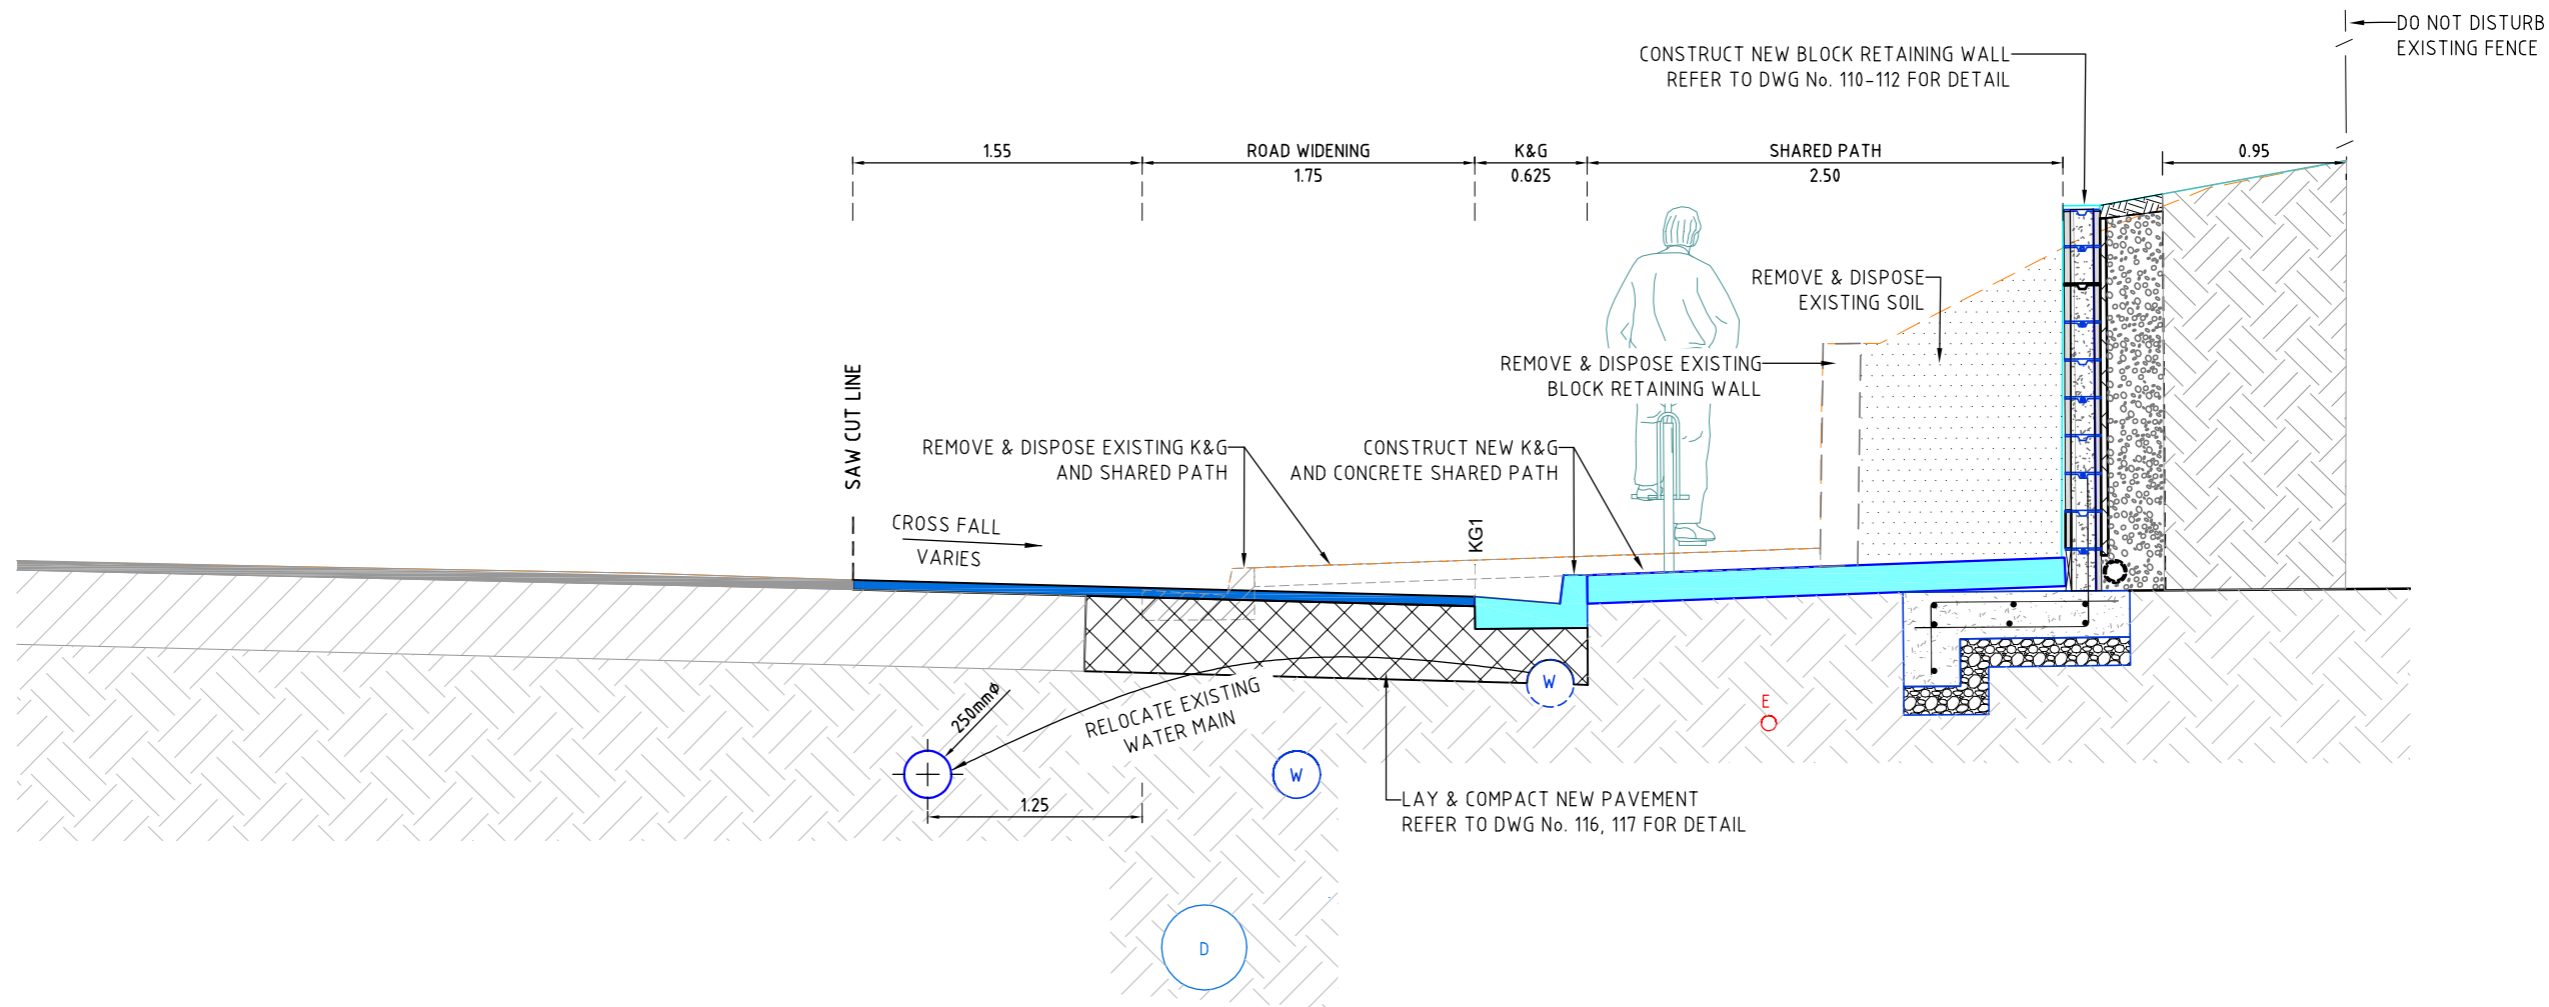 DO NOT DISTURB
EXISTING FENCE
CONSTRUCT NEW BLOCK RETAINING WALL
REFER TO DWG No. 110-112 FOR DETAIL
1.55
ROAD WIDENING
1.75
K&G
0.625
SHARED PATH
2.50
0.95
REMOVE & DISPOSE
EXISTING SOIL
REMOVE & DISPOSE EXISTING
BLOCK RETAINING WALL
SAW CUT LINE
REMOVE & DISPOSE EXISTING K&G
AND SHARED PATH
CONSTRUCT NEW K&G
AND CONCRETE SHARED PATH
CROSS FALL
VARIES
KG1
250mmø
RELOCATE EXISTING
WATER MAIN
W
W
E
1.25
LAY & COMPACT NEW PAVEMENT
REFER TO DWG No. 116, 117 FOR DETAIL
D